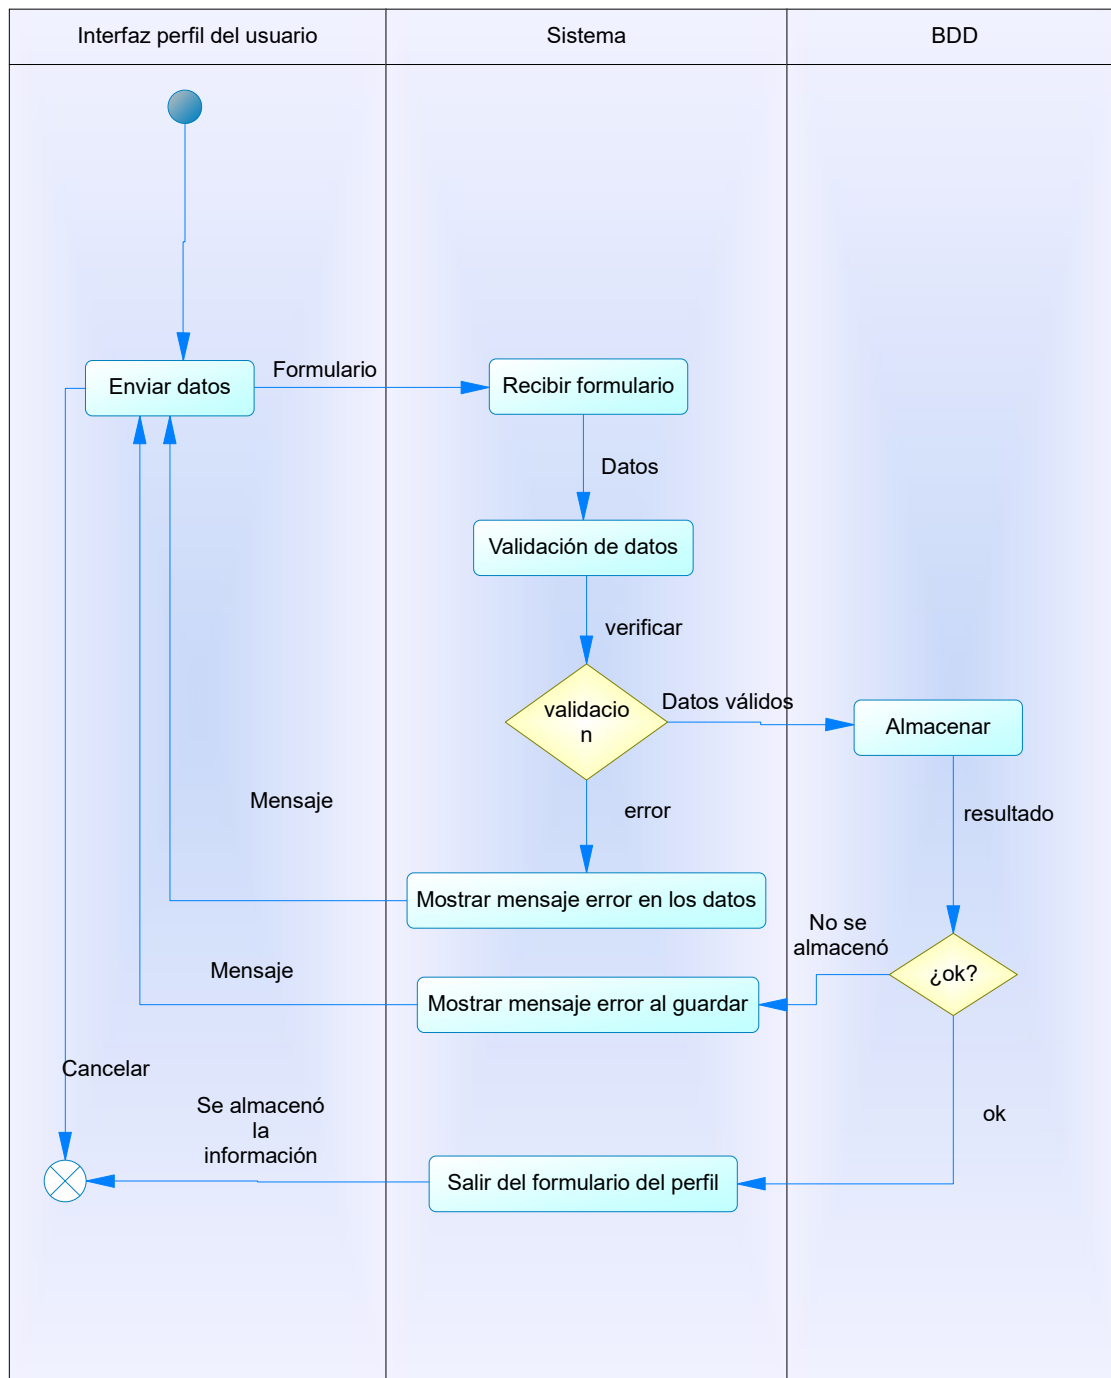 Interfaz perfil del usuario
Sistema
BDD
Enviar datos
Formulario
Recibir formulario
Datos
Validación de datos
verificar
validacio
n
Datos válidos
Almacenar
Mensaje
error
resultado
Mostrar mensaje error en los datos
No se
almacenó
¿ok?
Mensaje
Mostrar mensaje error al guardar
Cancelar
Se almacenó
la
información
ok
Salir del formulario del perfil